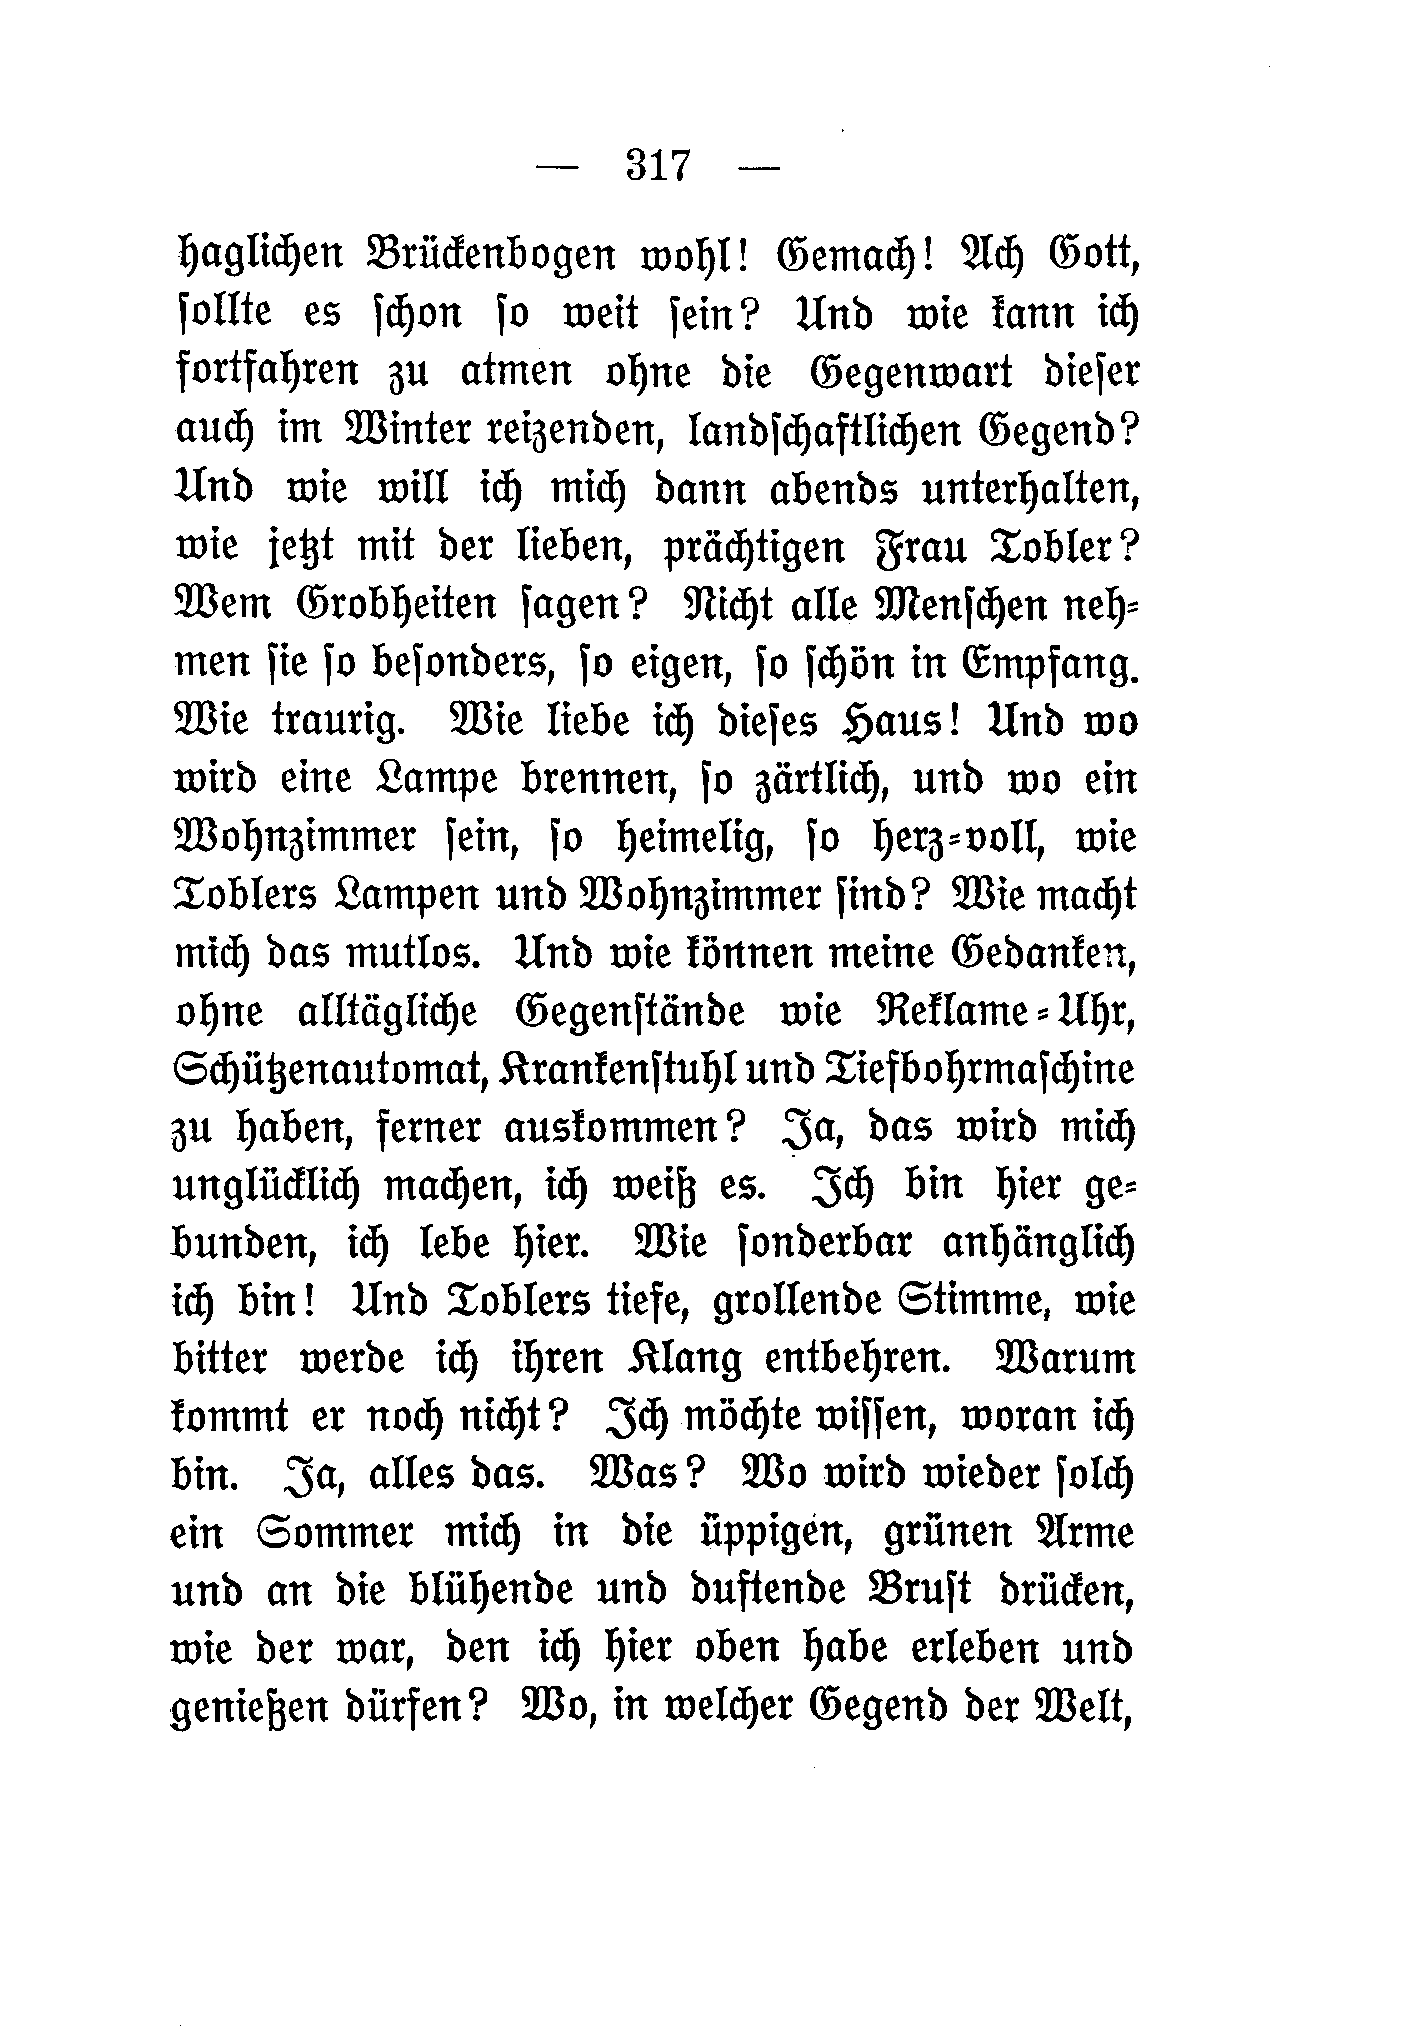 — 317 —
haglichen Brückenbogen wohl! Gemach! Ach Gott,
ſollte es ſchon ſo weit ſein? Und wie kann ich
fortfahren zu atmen ohne die Gegenwart dieſer
auch im Winter reizenden, landſchaftlichen Gegend?
Und wie will ich mich dann abends unterhalten,
wie jetzt mit der lieben, prächtigen Frau Tobler?
Wem Grobheiten ſagen? Nicht alle Menſchen neh-
men ſie ſo beſonders, ſo eigen, ſo ſchön in Empfang.
Wie traurig. Wie liebe ich dieſes Haus! Und wo
wird eine Lampe brennen, ſo zärtlich, und wo ein
Wohnzimmer ſein, ſo heimelig, ſo herz-voll, wie
Toblers Lampen und Wohnzimmer ſind? Wie macht
mich das mutlos. Und wie können meine Gedanken,
ohne alltägliche Gegenſtände wie Reklame-Uhr,
Schützenautomat, Krankenſtuhl und Tiefbohrmaſchine
zu haben, ferner auskommen? Ja, das wird mich
unglücklich machen, ich weiß es. Ich bin hier ge-
bunden, ich lebe hier. Wie ſonderbar anhänglich
ich bin! Und Toblers tiefe, grollende Stimme, wie
bitter werde ich ihren Klang entbehren. Warum
kommt er noch nicht? Ich möchte wiſſen, woran ich
bin. Ja, alles das. Was? Wo wird wieder ſolch
ein Sommer mich in die üppigen, grünen Arme
und an die blühende und duftende Bruſt drücken,
wie der war, den ich hier oben habe erleben und
genießen dürfen? Wo, in welcher Gegend der Welt,